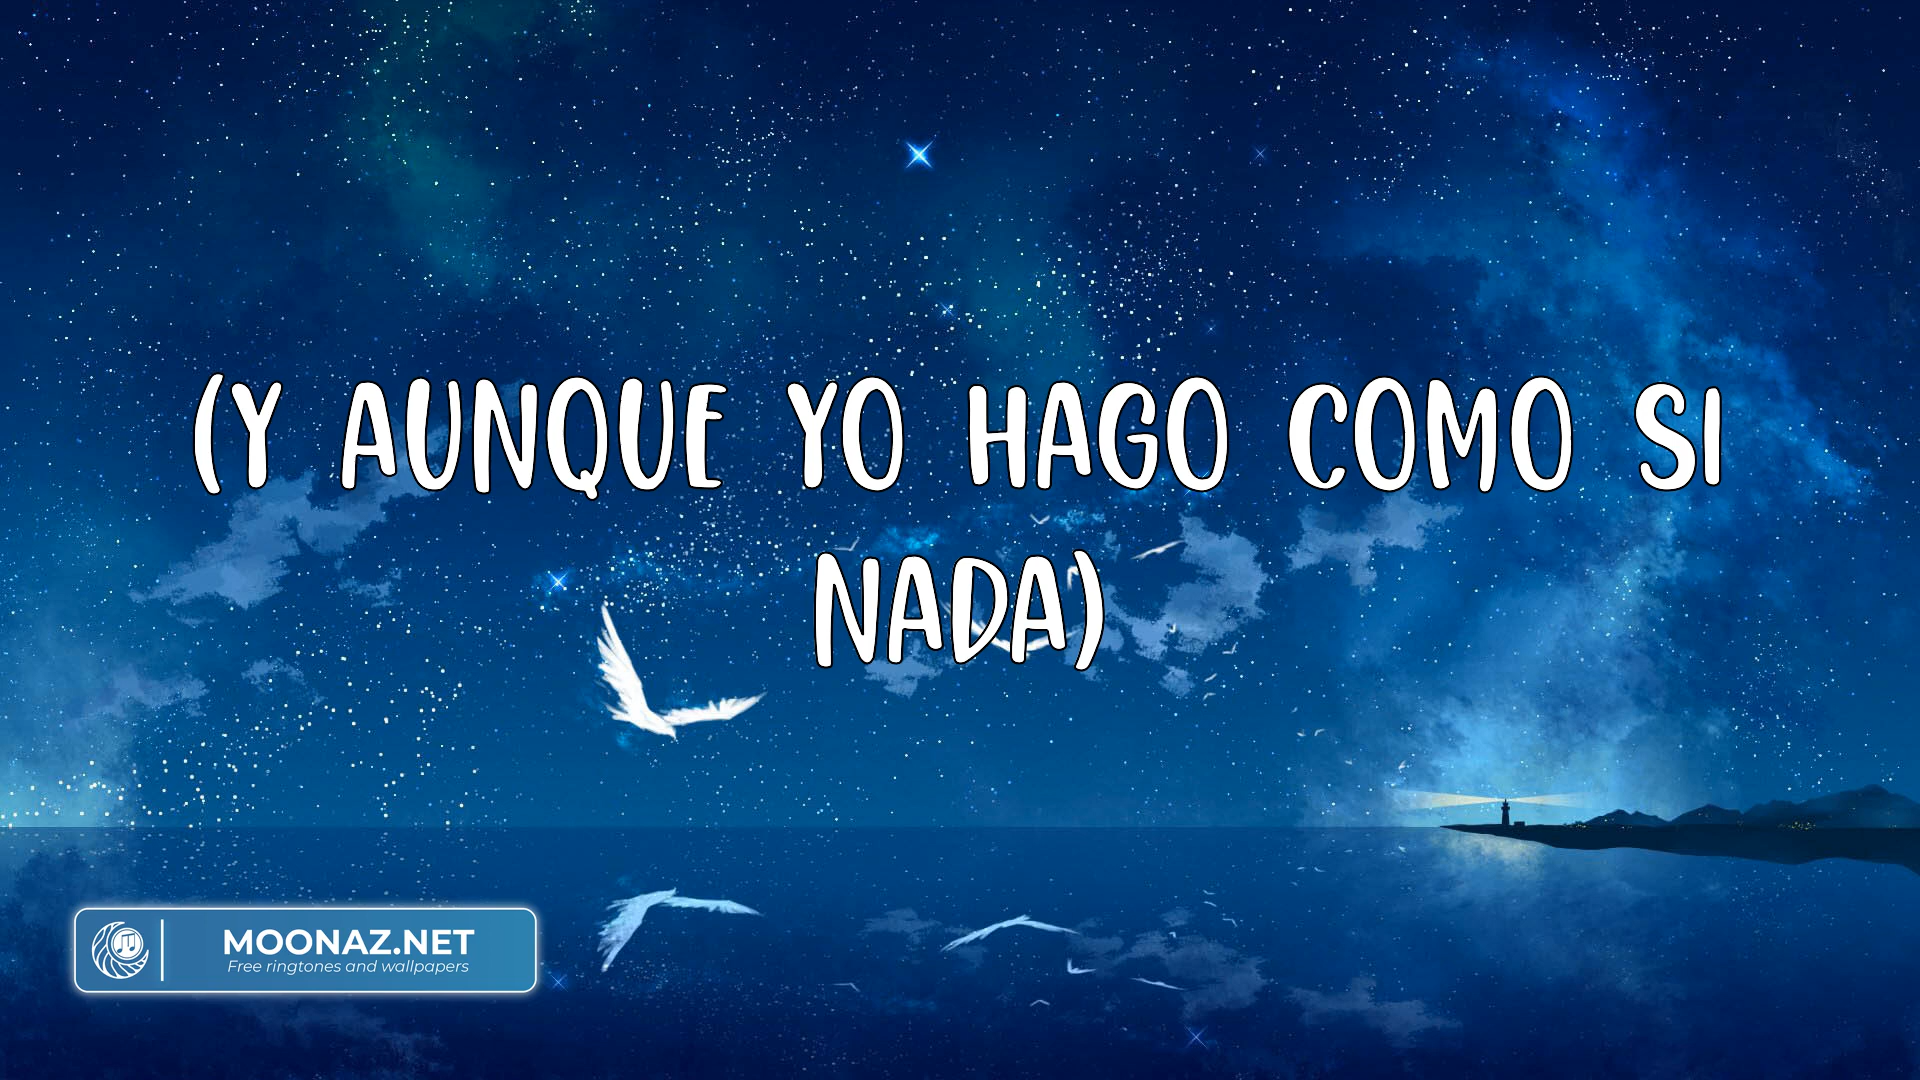 (Y AUNQUE YO HAGO COMO SI
NADA)
MOONAZ.NET
Free ringtones and wallpapers